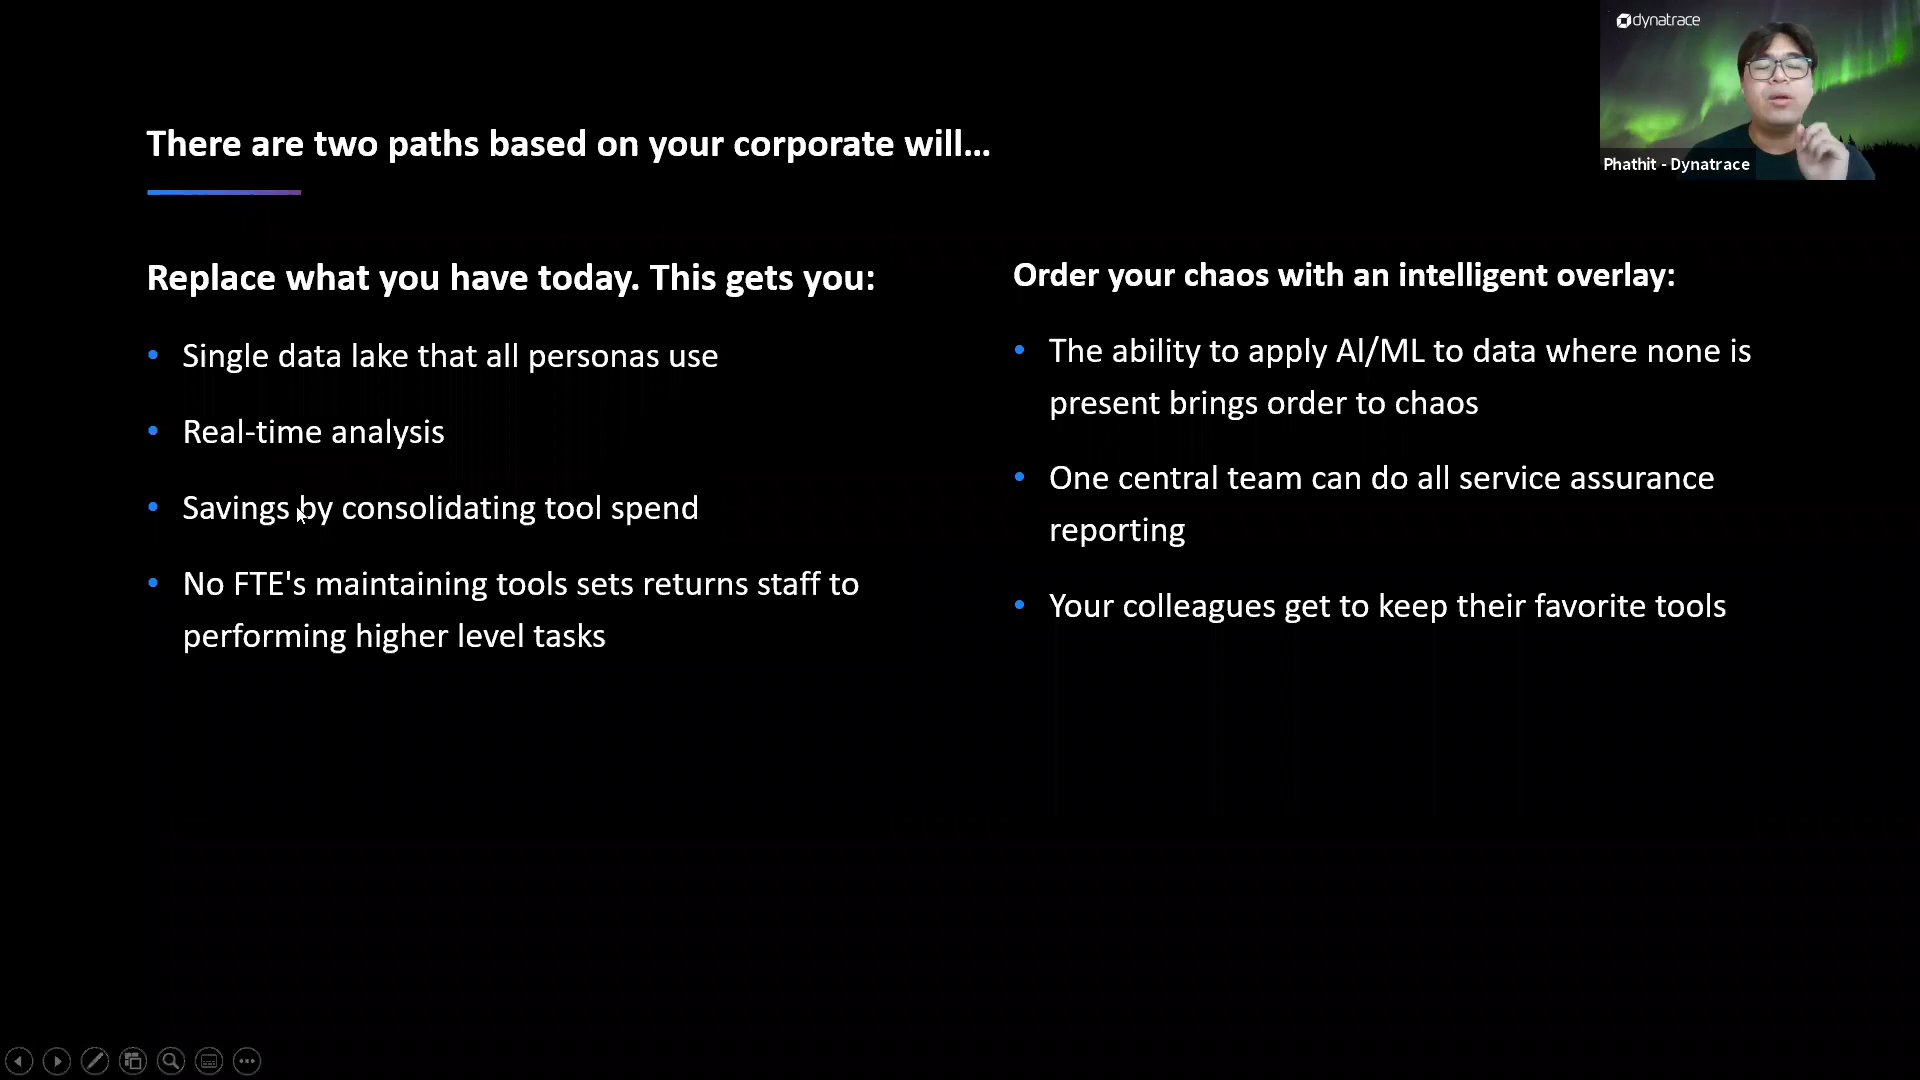 dynatrace
Phathit - Dynatrace
There are two paths based on your corporate will...
Replace what you have today. This gets you:
Single data lake that all personas use
Real-time analysis
Savings by consolidating tool spend
No FTE's maintaining tools sets returns staff to
performing higher level tasks
Order your chaos with an intelligent overlay:
The ability to apply AI/ML to data where none is
present brings order to chaos
One central team can do all service assurance
reporting
Your colleagues get to keep their favorite tools